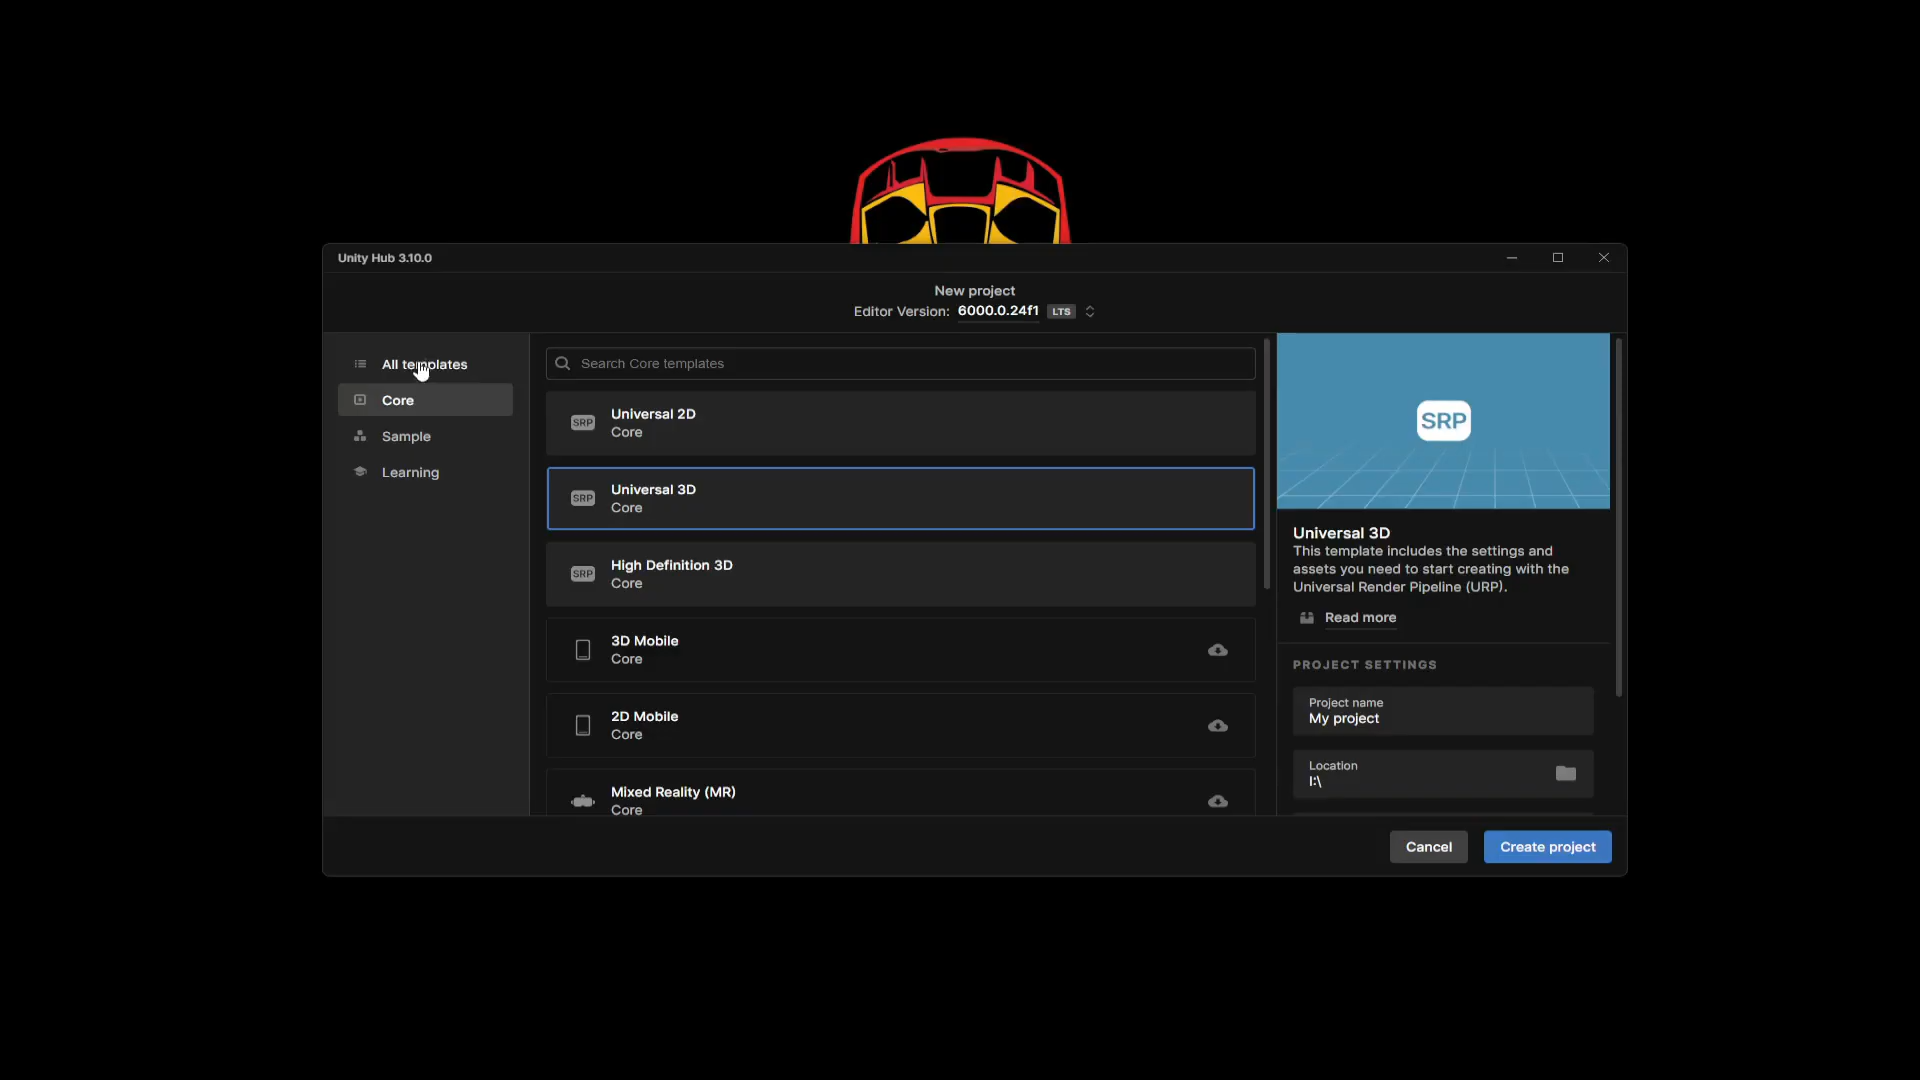 Unity Hub 3.10.0
New project
Editor Version: 6000.0.24f1 LTS
All templates
Core
Sample
Learning
Search Core templates
SRP
Universal 2D
Core
SRP
Universal 3D
Core
SRP
High Definition 3D
Core
3D Mobile
Core
2D Mobile
Core
Mixed Reality (MR)
Core
SRP
Universal 3D
This template includes the settings and
assets you need to start creating with the
Universal Render Pipeline (URP).
Read more
PROJECT SETTINGS
Project name
My project
Location
I:\
Cancel
Create project